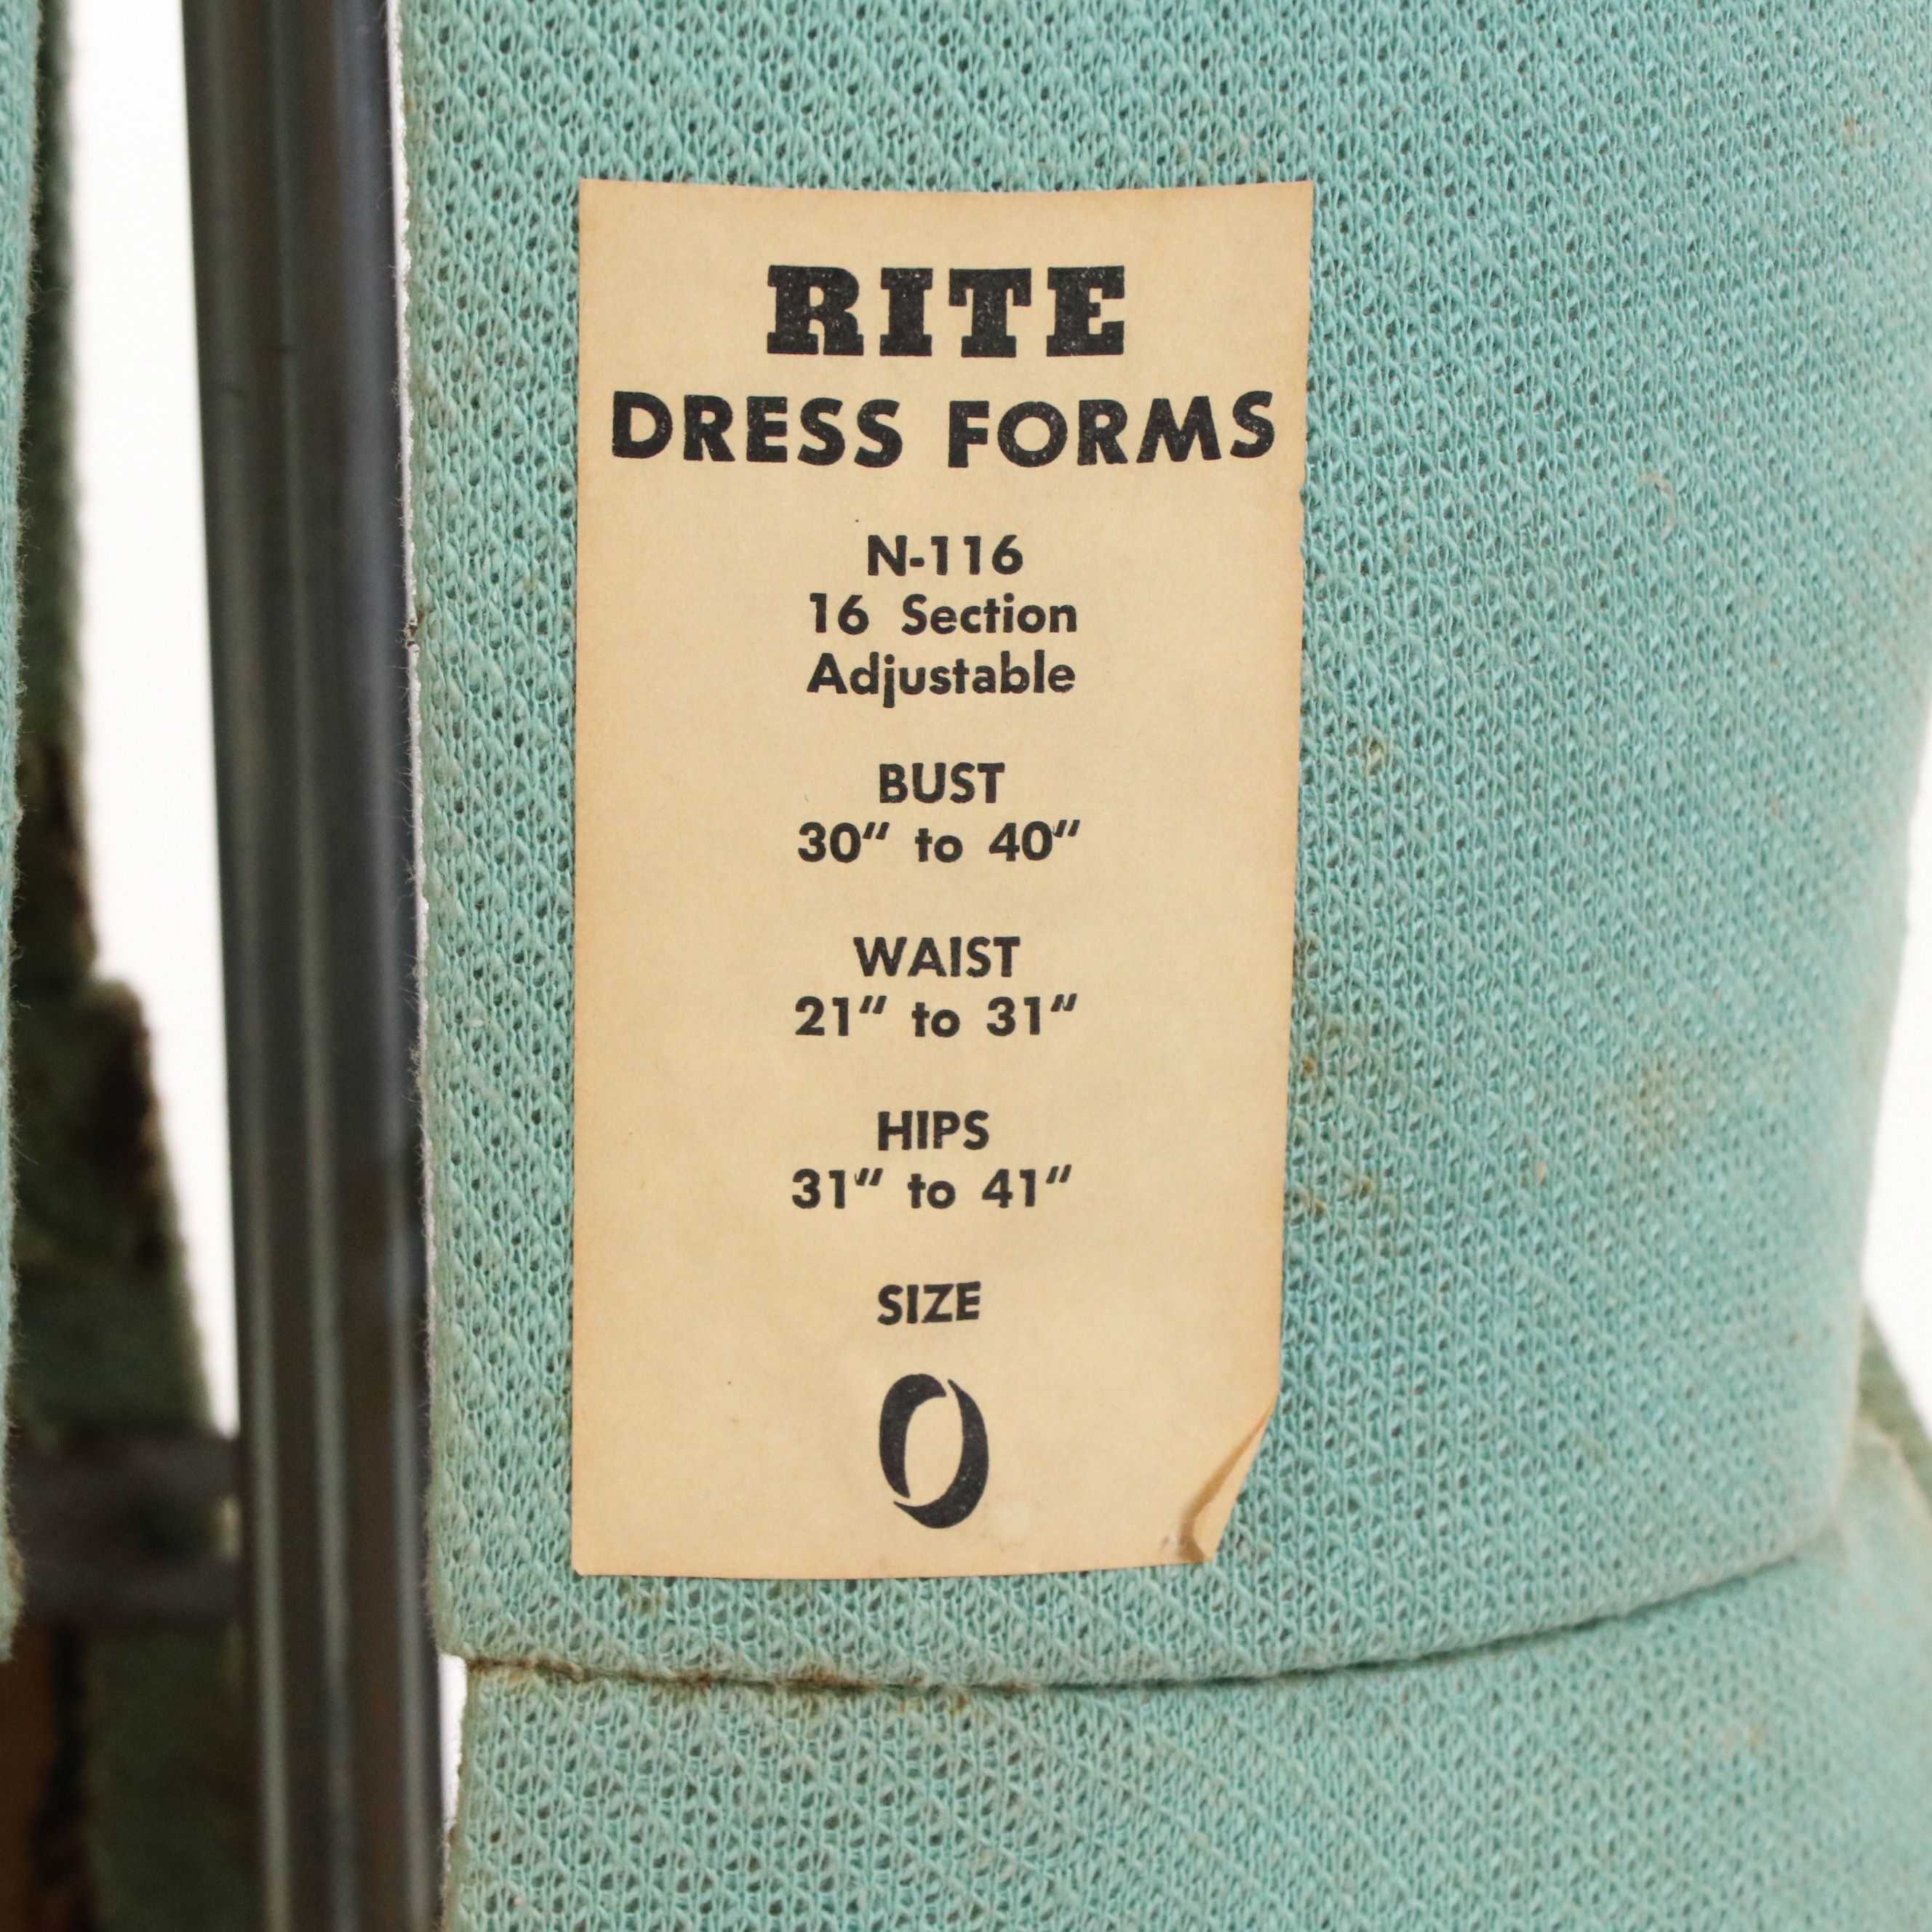 RITE
DRESS FORMS
N-116
16 Section
Adjustable
BUST
30" to 40"
WAIST
21" to 31"
HIPS
31" to 41"
SIZE
0